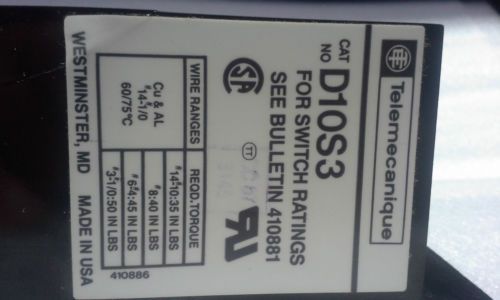 Telemecanique
CAT NO D10S3
FOR SWITCH RATINGS
SEE BULLETIN 410881
TT
WIRE RANGES
REQD. TORQUE
Cu & AL
#14-1/0
60/75°C
#14-10:35 IN LBS
#8:40 IN LBS
#6-4:45 IN LBS
#3-1/0:50 IN LBS
410886
WESTMINSTER, MD MADE IN USA